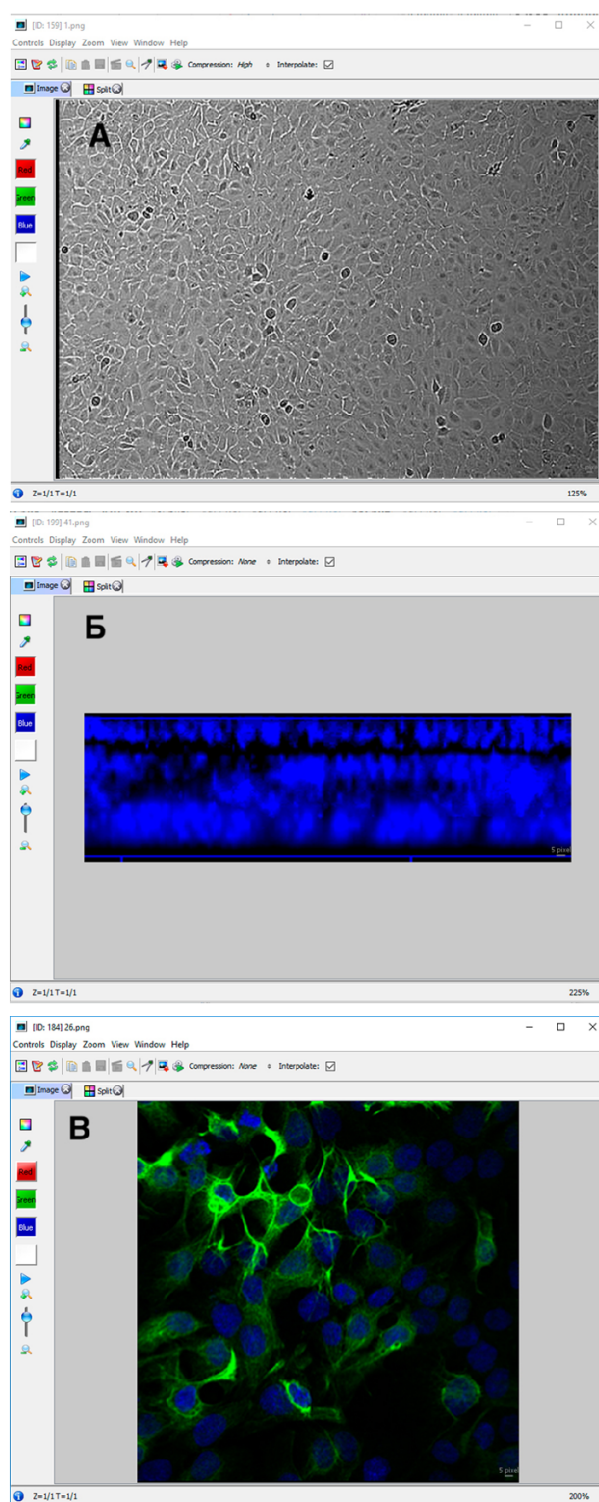 [ID: 159] 1.png
Controls Display Zoom View Window Help
Compression: High Interpolate:
Image Split
А
Red
Green
Blue
Z=1/1 T=1/1 125%
[ID: 199] 41.png
Controls Display Zoom View Window Help
Compression: None Interpolate:
Image Split
Б
Red
Green
Blue
5 pixel
Z=1/1 T=1/1 225%
[ID: 184] 26.png
Controls Display Zoom View Window Help
Compression: None Interpolate:
Image Split
В
Red
Green
Blue
5 pixel
Z=1/1 T=1/1 200%